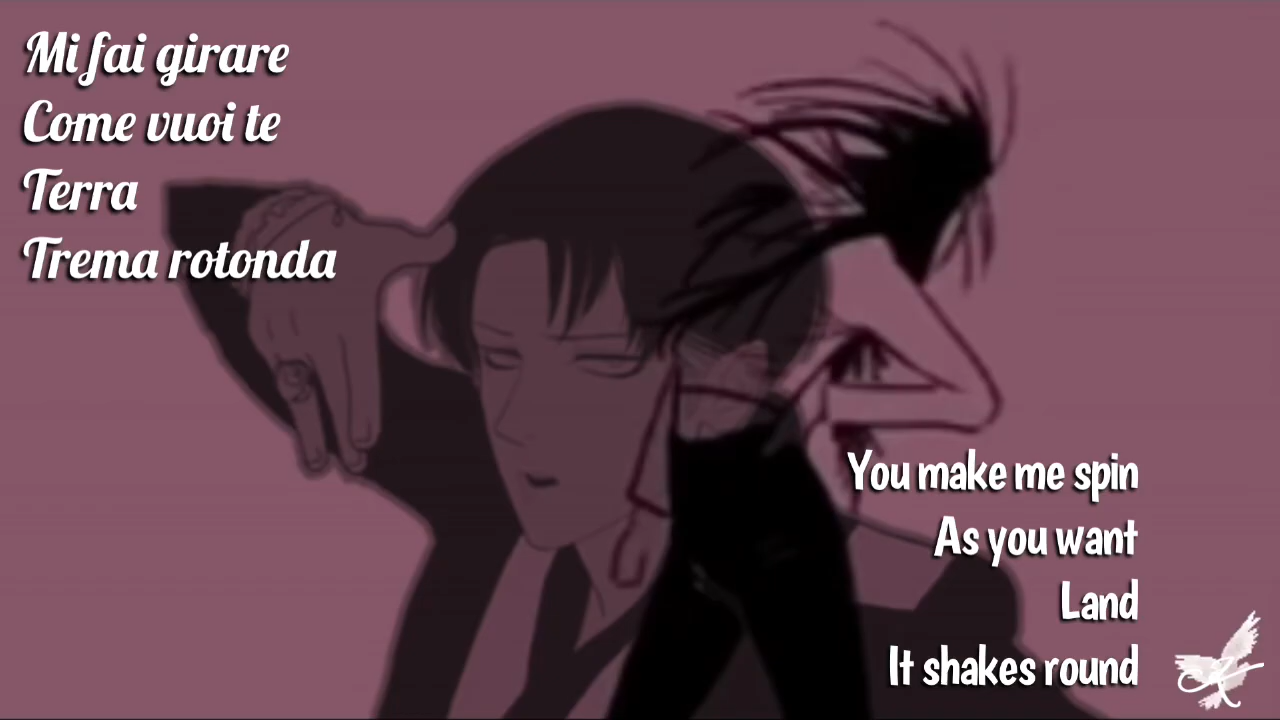 Mi fai girare
Come vuoi te
Terra
Trema rotonda
You make me spin
As you want
Land
It shakes round